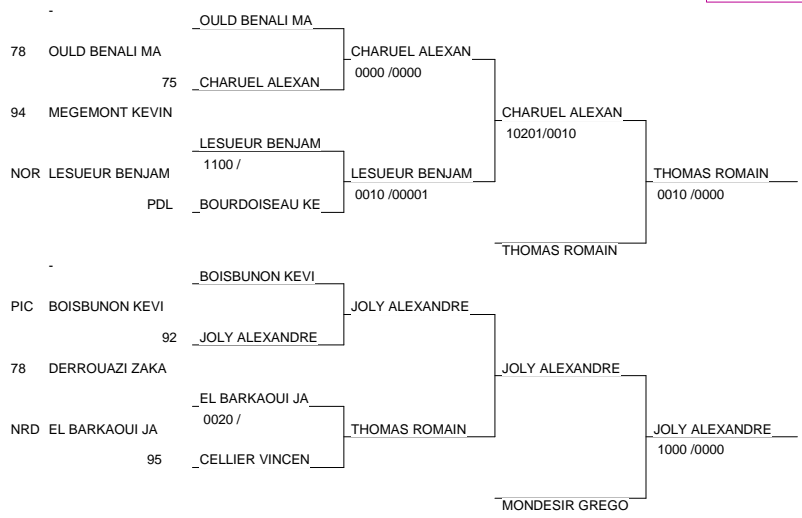 -
OULD BENALI MA
78 OULD BENALI MA
CHARUEL ALEXAN
0000 /0000
75 CHARUEL ALEXAN
94 MEGEMONT KEVIN
CHARUEL ALEXAN
10201/0010
LESUEUR BENJAM
1100 /
NOR LESUEUR BENJAM
LESUEUR BENJAM
0010 /00001
THOMAS ROMAIN
0010 /0000
PDL BOURDOISEAU KE
THOMAS ROMAIN
-
BOISBUNON KEVI
PIC BOISBUNON KEVI
JOLY ALEXANDRE
92 JOLY ALEXANDRE
78 DERROUAZI ZAKA
JOLY ALEXANDRE
EL BARKAOUI JA
0020 /
NRD EL BARKAOUI JA
THOMAS ROMAIN
JOLY ALEXANDRE
1000 /0000
95 CELLIER VINCEN
MONDESIR GREGO